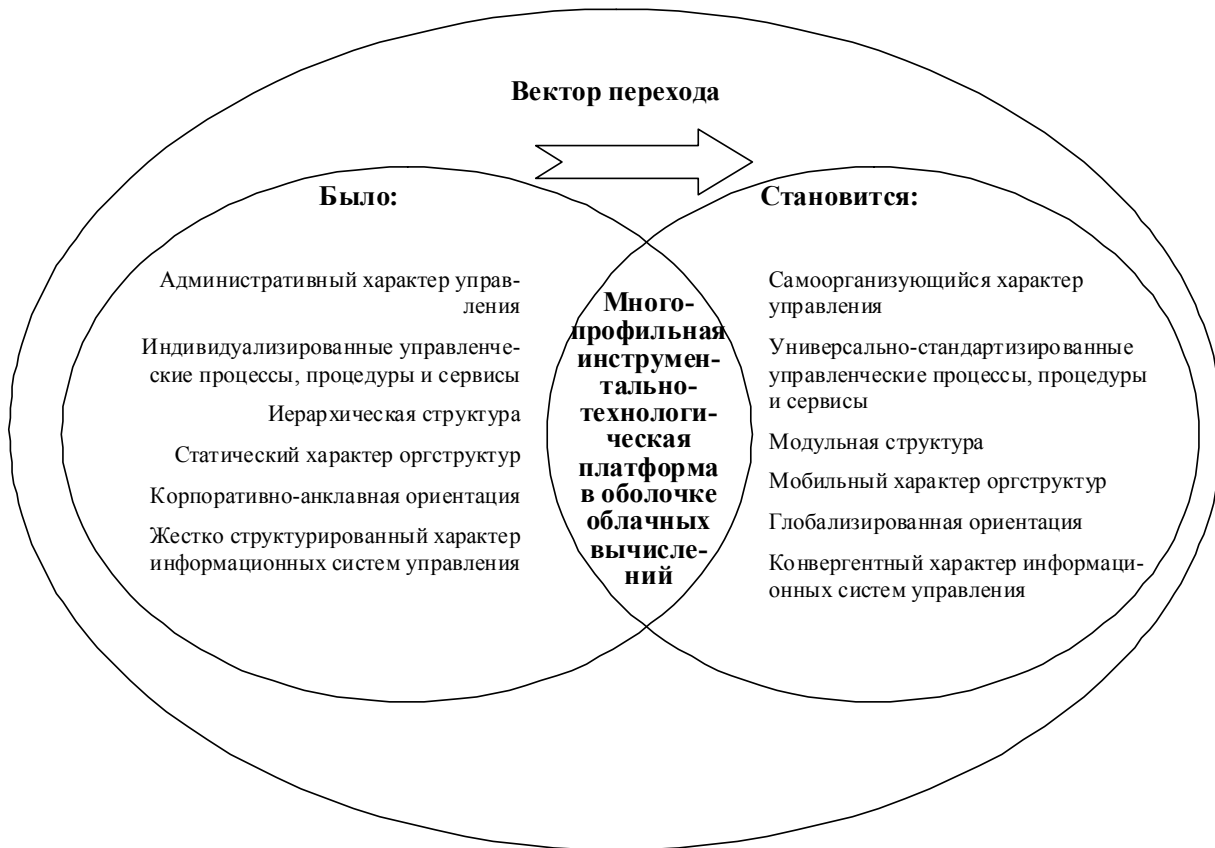 Вектор перехода
Было:
Административный характер управ-
ления
Индивидуализированные управленче-
ские процессы, процедуры и сервисы
Иерархическая структура
Статический характер оргструктур
Корпоративно-анклавная ориентация
Жестко структурированный характер
информационных систем управления
Много-
профильная
инструмен-
тально-
технологи-
ческая
платформа
в оболочке
облачных
вычисле-
ний
Становится:
Самоорганизующийся характер
управления
Универсально-стандартизированные
управленческие процессы, процедуры
и сервисы
Модульная структура
Мобильный характер оргструктур
Глобализированная ориентация
Конвергентный характер информаци-
онных систем управления